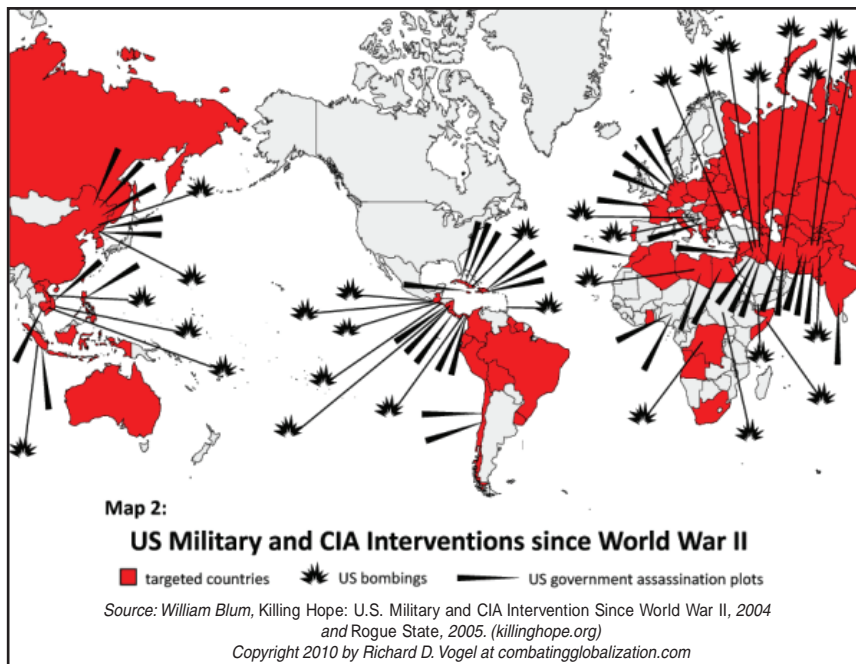 Map 2:
US Military and CIA Interventions since World War II
targeted countries US bombings US government assassination plots
Source: William Blum, Killing Hope: U.S. Military and CIA Intervention Since World War II, 2004
and Rogue State, 2005. (killinghope.org)
Copyright 2010 by Richard D. Vogel at combatingglobalization.com